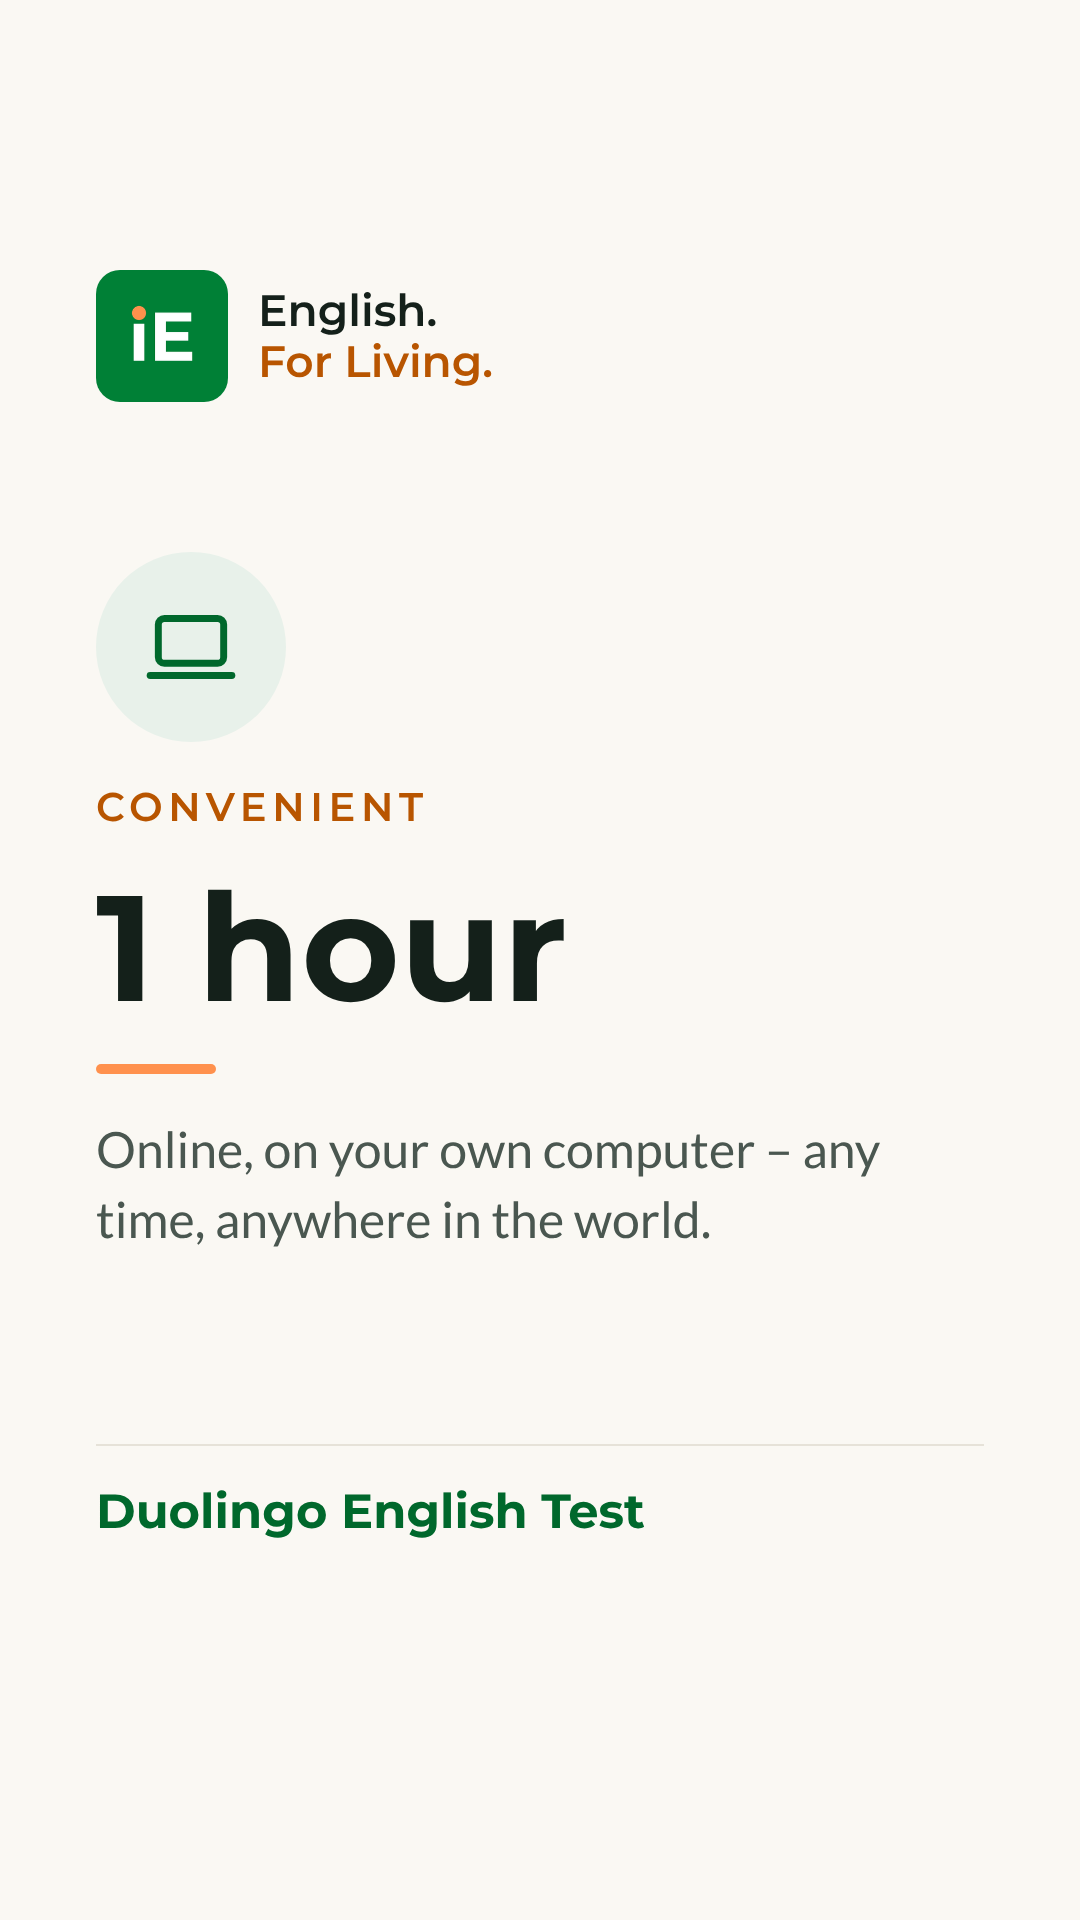 iE
English.
For Living.
CONVENIENT
1 hour
Online, on your own computer – any
time, anywhere in the world.
Duolingo English Test